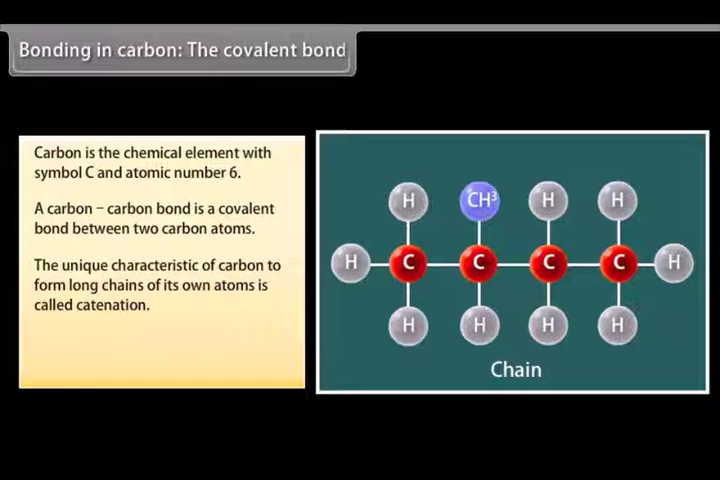 Bonding in carbon: The covalent bond
Carbon is the chemical element with
symbol C and atomic number 6.
A carbon – carbon bond is a covalent
bond between two carbon atoms.
The unique characteristic of carbon to
form long chains of its own atoms is
called catenation.
H CH³ H H
H C C C C H
H H H H
Chain